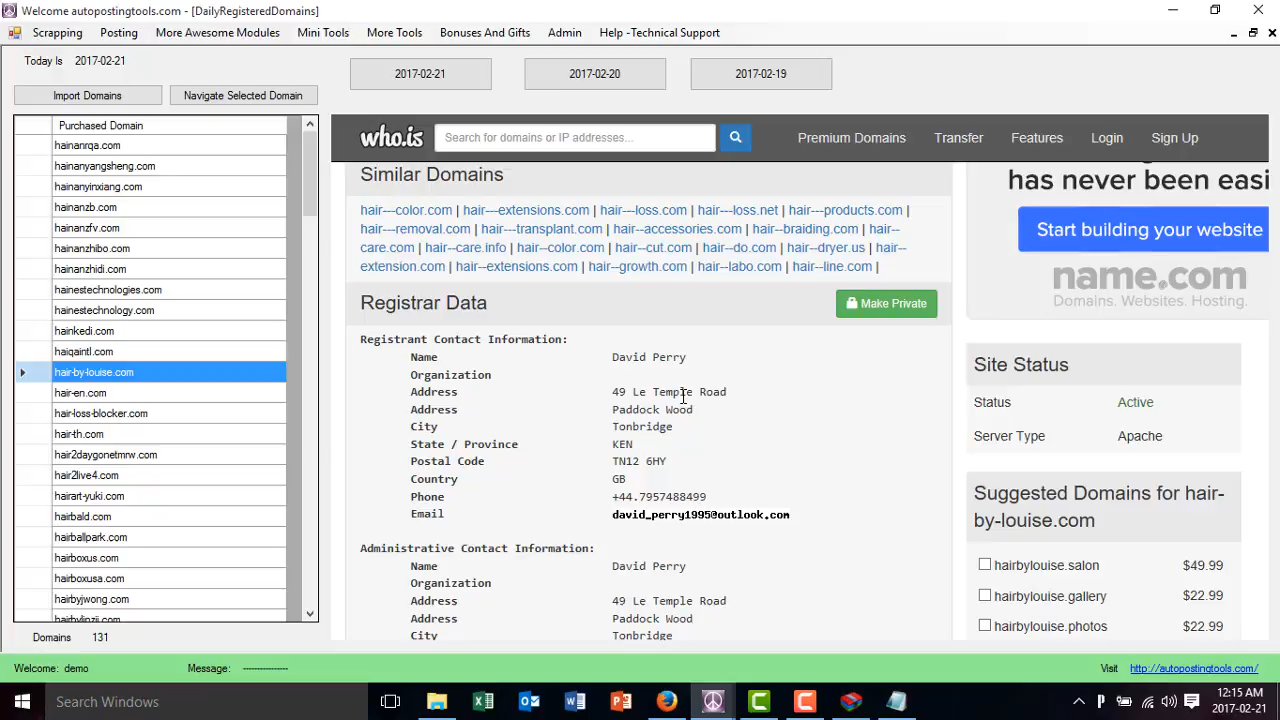 Welcome autopostingtools.com - [DailyRegisteredDomains]
Scrapping Posting More Awesome Modules Mini Tools More Tools Bonuses And Gifts Admin Help -Technical Support
Today Is 2017-02-21
2017-02-21 2017-02-20 2017-02-19
Import Domains Navigate Selected Domain
Purchased Domain
hainanrqa.com
hainanyangsheng.com
hainanyinxiang.com
hainanzb.com
hainanzfv.com
hainanzhibo.com
hainanzhidi.com
hainestechnologies.com
hainestechnology.com
hainkedi.com
haiqaintl.com
hair-by-louise.com
hair-en.com
hair-loss-blocker.com
hair-th.com
hair2daygonetmrw.com
hair2live4.com
hairart-yuki.com
hairbald.com
hairballpark.com
hairboxus.com
hairboxusa.com
hairbyjwong.com
hairbylinzii.com
Domains 131
who.is Search for domains or IP addresses... Premium Domains Transfer Features Login Sign Up
Similar Domains
hair---color.com | hair---extensions.com | hair---loss.com | hair---loss.net | hair---products.com |
hair---removal.com | hair---transplant.com | hair--accessories.com | hair--braiding.com | hair--
care.com | hair--care.info | hair--color.com | hair--cut.com | hair--do.com | hair--dryer.us | hair--
extension.com | hair--extensions.com | hair--growth.com | hair--labo.com | hair--line.com |
Registrar Data Make Private
Registrant Contact Information:
Name David Perry
Organization
Address 49 Le Temple Road
Address Paddock Wood
City Tonbridge
State / Province KEN
Postal Code TN12 6HY
Country GB
Phone +44.7957488499
Email david_perry1995@outlook.com
Administrative Contact Information:
Name David Perry
Organization
Address 49 Le Temple Road
Address Paddock Wood
City Tonbridge
has never been easi
Start building your website
name.com
Domains. Websites. Hosting.
Site Status
Status Active
Server Type Apache
Suggested Domains for hair-
by-louise.com
hairbylouise.salon $49.99
hairbylouise.gallery $22.99
hairbylouise.photos $22.99
Welcome: demo Message: --------------- Visit http://autopostingtools.com/
Search Windows
12:15 AM
2017-02-21